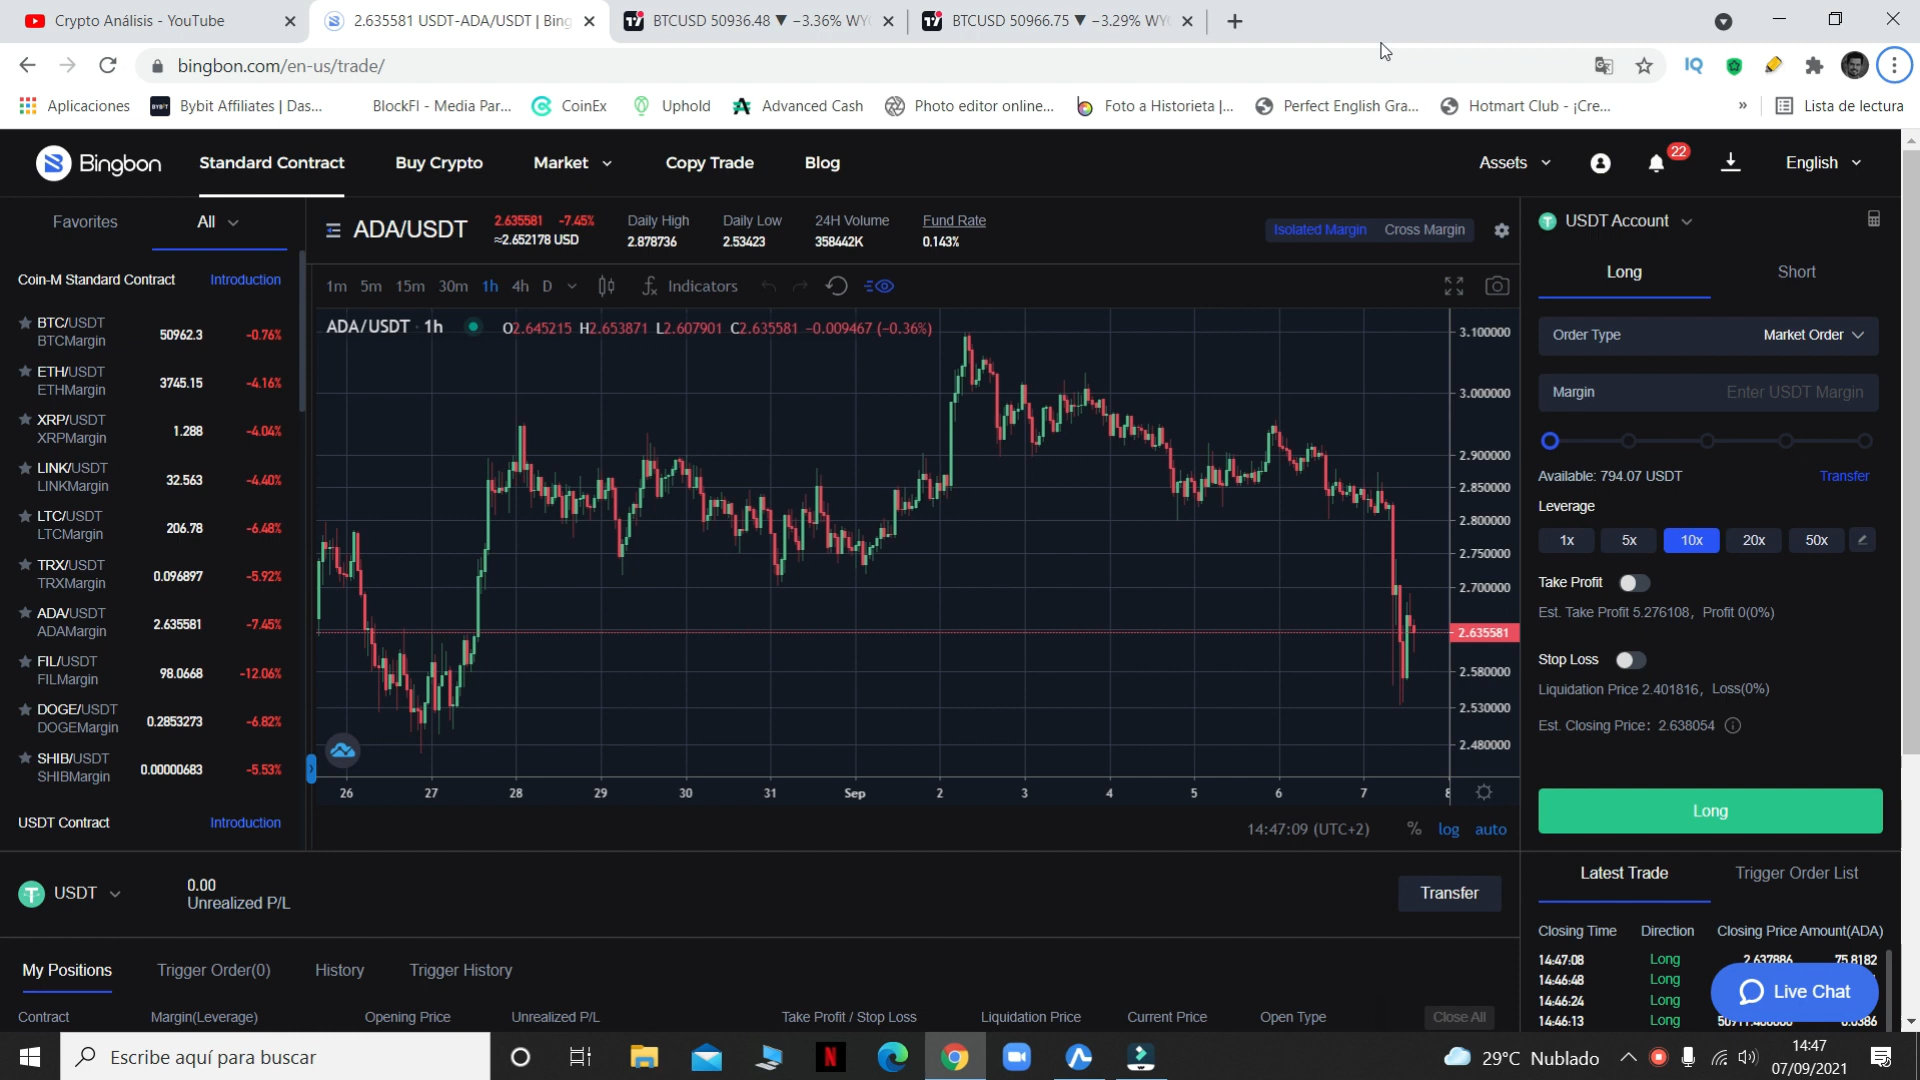 Crypto Análisis - YouTube
2.635581 USDT-ADA/USDT | Bing
BTCUSD 50936.48 ▼ −3.36% WY
BTCUSD 50966.75 ▼ −3.29% WY
bingbon.com/en-us/trade/
Aplicaciones
Bybit Affiliates | Das...
BlockFI - Media Par...
CoinEx
Uphold
Advanced Cash
Photo editor online...
Foto a Historieta |...
Perfect English Gra...
Hotmart Club - ¡Cre...
»
Lista de lectura
Bingbon
Standard Contract
Buy Crypto
Market
Copy Trade
Blog
Assets
22
English
Favorites
All
Coin-M Standard Contract Introduction
BTC/USDT
BTCMargin
50962.3 -0.76%
ETH/USDT
ETHMargin
3745.15 -4.16%
XRP/USDT
XRPMargin
1.288 -4.04%
LINK/USDT
LINKMargin
32.563 -4.40%
LTC/USDT
LTCMargin
206.78 -6.48%
TRX/USDT
TRXMargin
0.096897 -5.92%
ADA/USDT
ADAMargin
2.635581 -7.45%
FIL/USDT
FILMargin
98.0668 -12.06%
DOGE/USDT
DOGEMargin
0.2853273 -6.82%
SHIB/USDT
SHIBMargin
0.00000683 -5.53%
USDT Contract Introduction
ADA/USDT
2.635581 -7.45%
≈2.652178 USD
Daily High
2.878736
Daily Low
2.53423
24H Volume
358442K
Fund Rate
0.143%
Isolated Margin Cross Margin
1m 5m 15m 30m 1h 4h D
Indicators
ADA/USDT · 1h O2.645215 H2.653871 L2.607901 C2.635581 −0.009467 (−0.36%)
3.100000
3.000000
2.900000
2.850000
2.800000
2.750000
2.700000
2.635581
2.580000
2.530000
2.480000
26 27 28 29 30 31 Sep 2 3 4 5 6 7 8
14:47:09 (UTC+2) % log auto
USDT Account
Long Short
Order Type Market Order
Margin Enter USDT Margin
Available: 794.07 USDT Transfer
Leverage
1x 5x 10x 20x 50x
Take Profit
Est. Take Profit 5.276108, Profit 0(0%)
Stop Loss
Liquidation Price 2.401816, Loss(0%)
Est. Closing Price: 2.638054
Long
USDT
0.00
Unrealized P/L
Transfer
My Positions Trigger Order(0) History Trigger History
Contract Margin(Leverage) Opening Price Unrealized P/L Take Profit / Stop Loss Liquidation Price Current Price Open Type Close All
Latest Trade Trigger Order List
Closing Time Direction Closing Price Amount(ADA)
14:47:08 Long 2.637886 75.8182
14:46:48 Long
14:46:24 Long
14:46:13 Long
Live Chat
Escribe aquí para buscar
29°C Nublado
14:47
07/09/2021